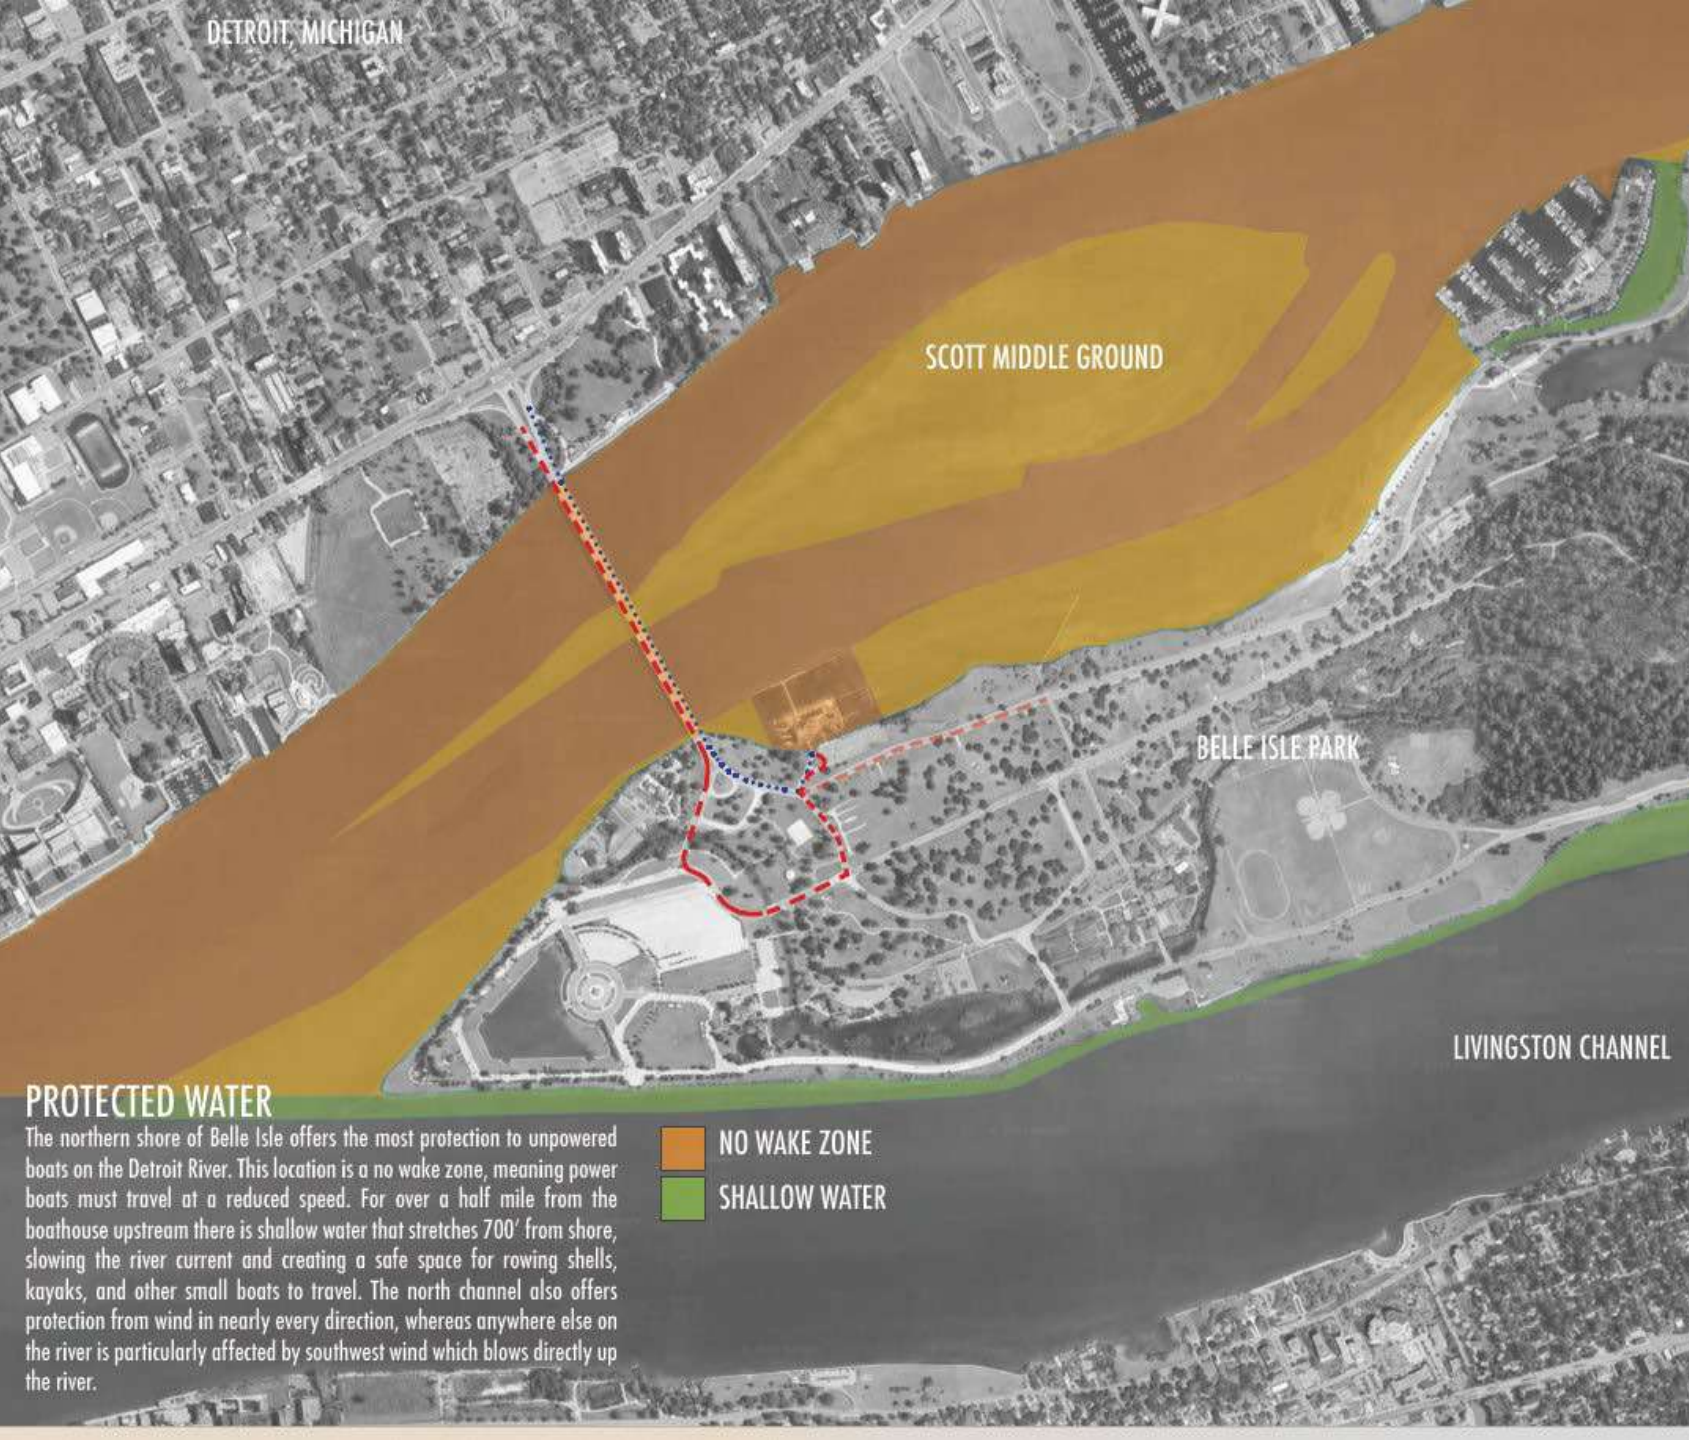 DETROIT, MICHIGAN
SCOTT MIDDLE GROUND
BELLE ISLE PARK
LIVINGSTON CHANNEL
PROTECTED WATER
The northern shore of Belle Isle offers the most protection to unpowered
boats on the Detroit River. This location is a no wake zone, meaning power
boats must travel at a reduced speed. For over a half mile from the
boathouse upstream there is shallow water that stretches 700' from shore,
slowing the river current and creating a safe space for rowing shells,
kayaks, and other small boats to travel. The north channel also offers
protection from wind in nearly every direction, whereas anywhere else on
the river is particularly affected by southwest wind which blows directly up
the river.
NO WAKE ZONE
SHALLOW WATER